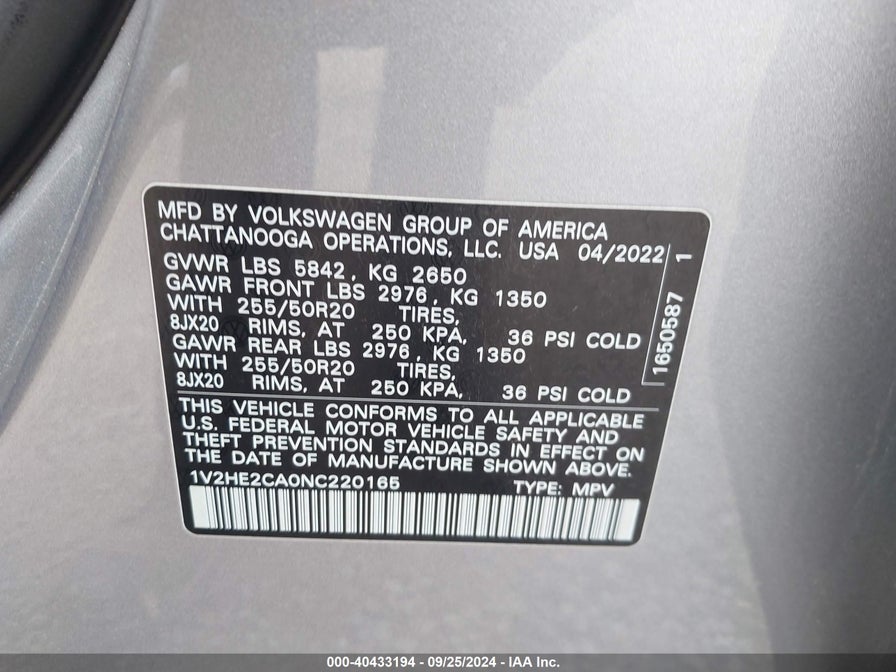 MFD BY VOLKSWAGEN GROUP OF AMERICA
CHATTANOOGA OPERATIONS, LLC. USA 04/2022
GVWR LBS 5842, KG 2650
GAWR FRONT LBS 2976, KG 1350
WITH 255/50R20 TIRES,
8JX20 RIMS, AT 250 KPA, 36 PSI COLD
GAWR REAR LBS 2976, KG 1350
WITH 255/50R20 TIRES,
8JX20 RIMS, AT 250 KPA, 36 PSI COLD
1650587 1
THIS VEHICLE CONFORMS TO ALL APPLICABLE
U.S. FEDERAL MOTOR VEHICLE SAFETY AND
THEFT PREVENTION STANDARDS IN EFFECT ON
THE DATE OF MANUFACTURE SHOWN ABOVE.
1V2HE2CA0NC220165 TYPE: MPV
000-40433194 - 09/25/2024 - IAA Inc.